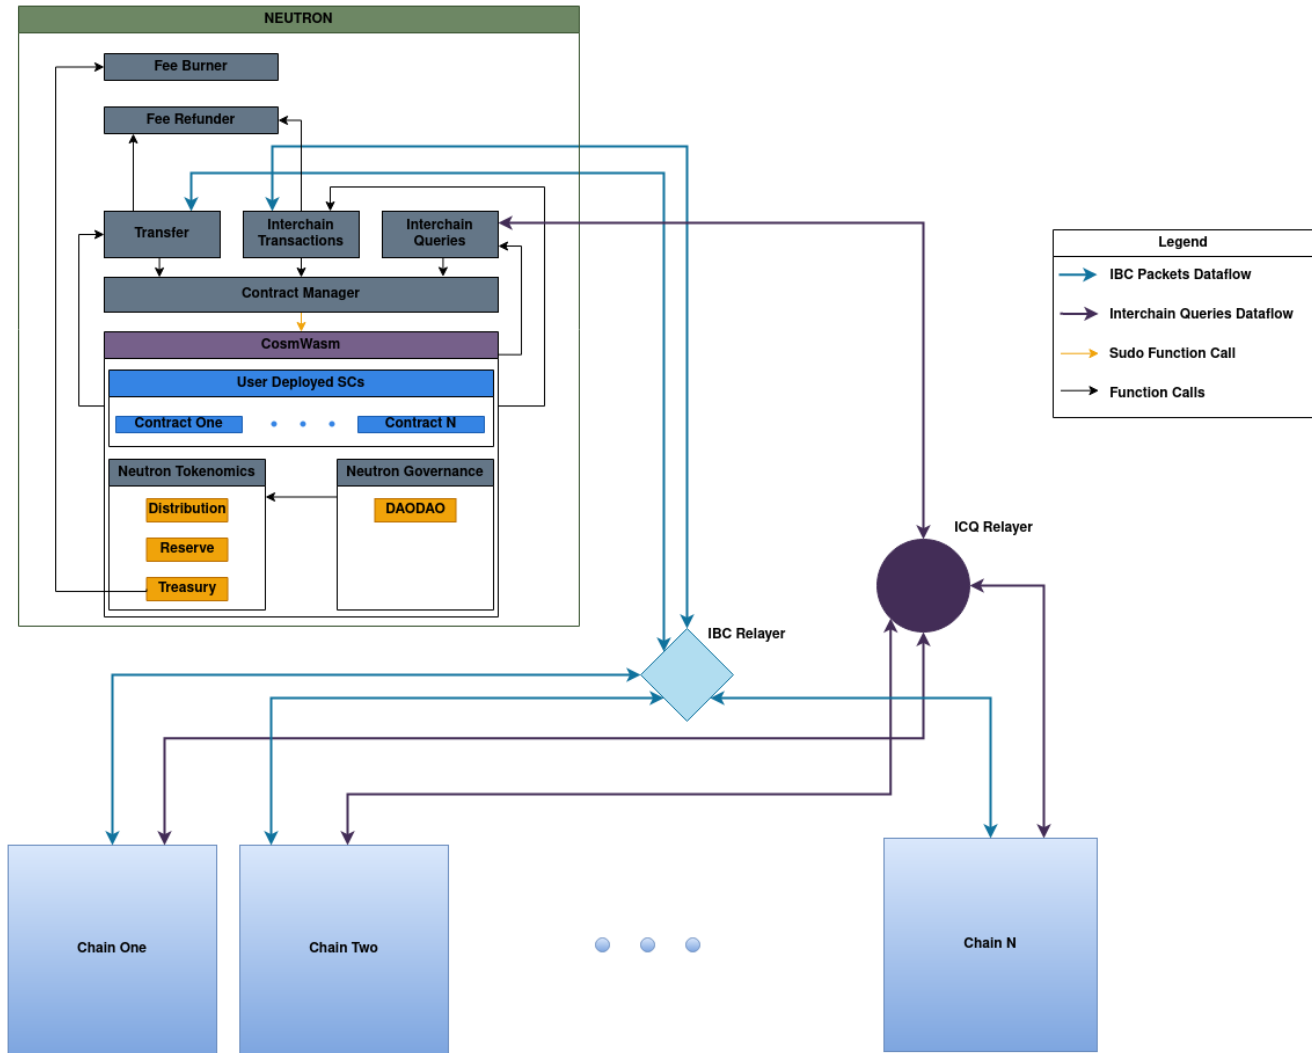 NEUTRON
Fee Burner
Fee Refunder
Transfer
Interchain
Transactions
Interchain
Queries
Contract Manager
CosmWasm
User Deployed SCs
Contract One
Contract N
Neutron Tokenomics
Distribution
Reserve
Treasury
Neutron Governance
DAODAO
Legend
IBC Packets Dataflow
Interchain Queries Dataflow
Sudo Function Call
Function Calls
ICQ Relayer
IBC Relayer
Chain One
Chain Two
Chain N